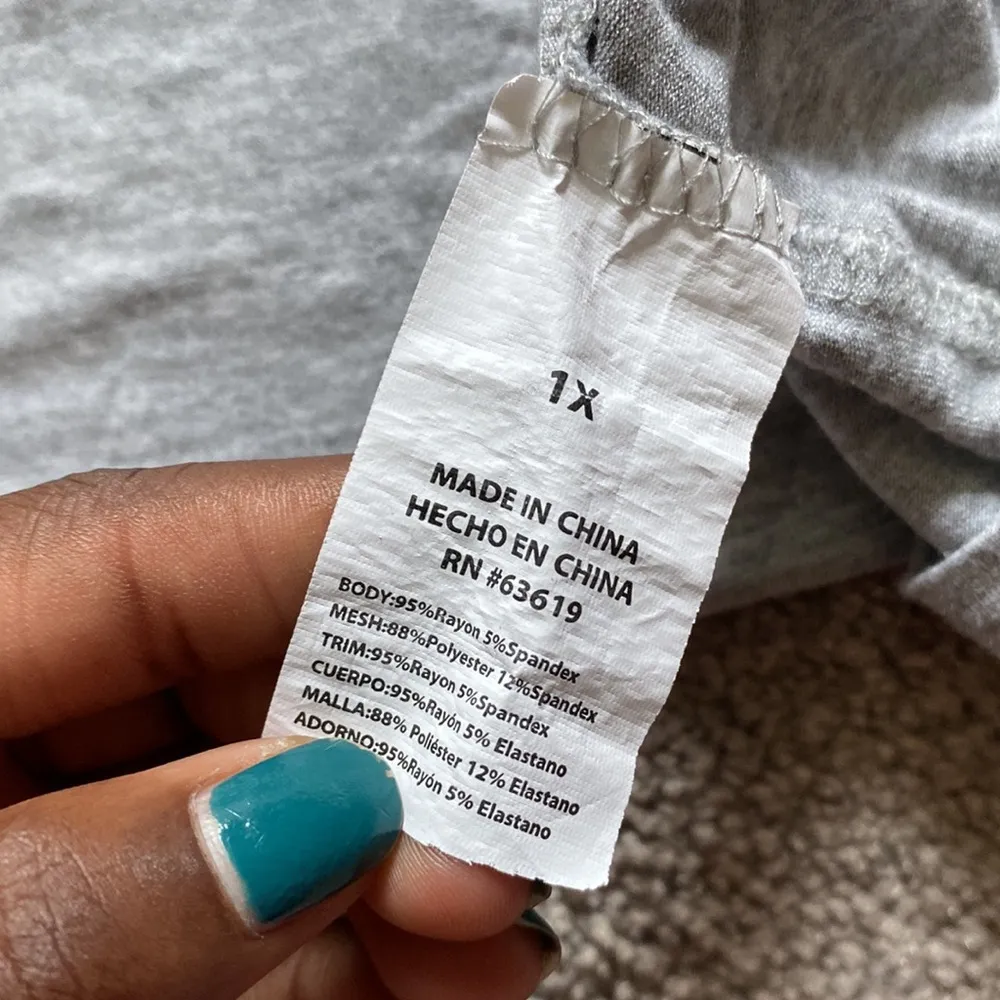 1X
MADE IN CHINA
HECHO EN CHINA
RN #63619
BODY:95%Rayon 5%Spandex
MESH:88%Polyester 12%Spandex
TRIM:95%Rayon 5%Spandex
CUERPO:95%Rayón 5% Elastano
MALLA:88% Poliéster 12% Elastano
ADORNO:95%Rayón 5% Elastano